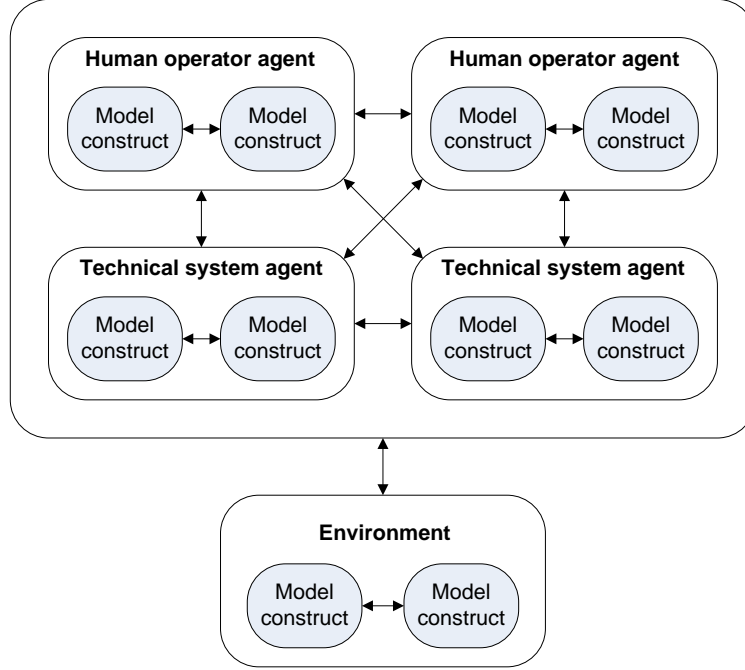 Human operator agent
Model
construct
Model
construct
Human operator agent
Model
construct
Model
construct
Technical system agent
Model
construct
Model
construct
Technical system agent
Model
construct
Model
construct
Environment
Model
construct
Model
construct